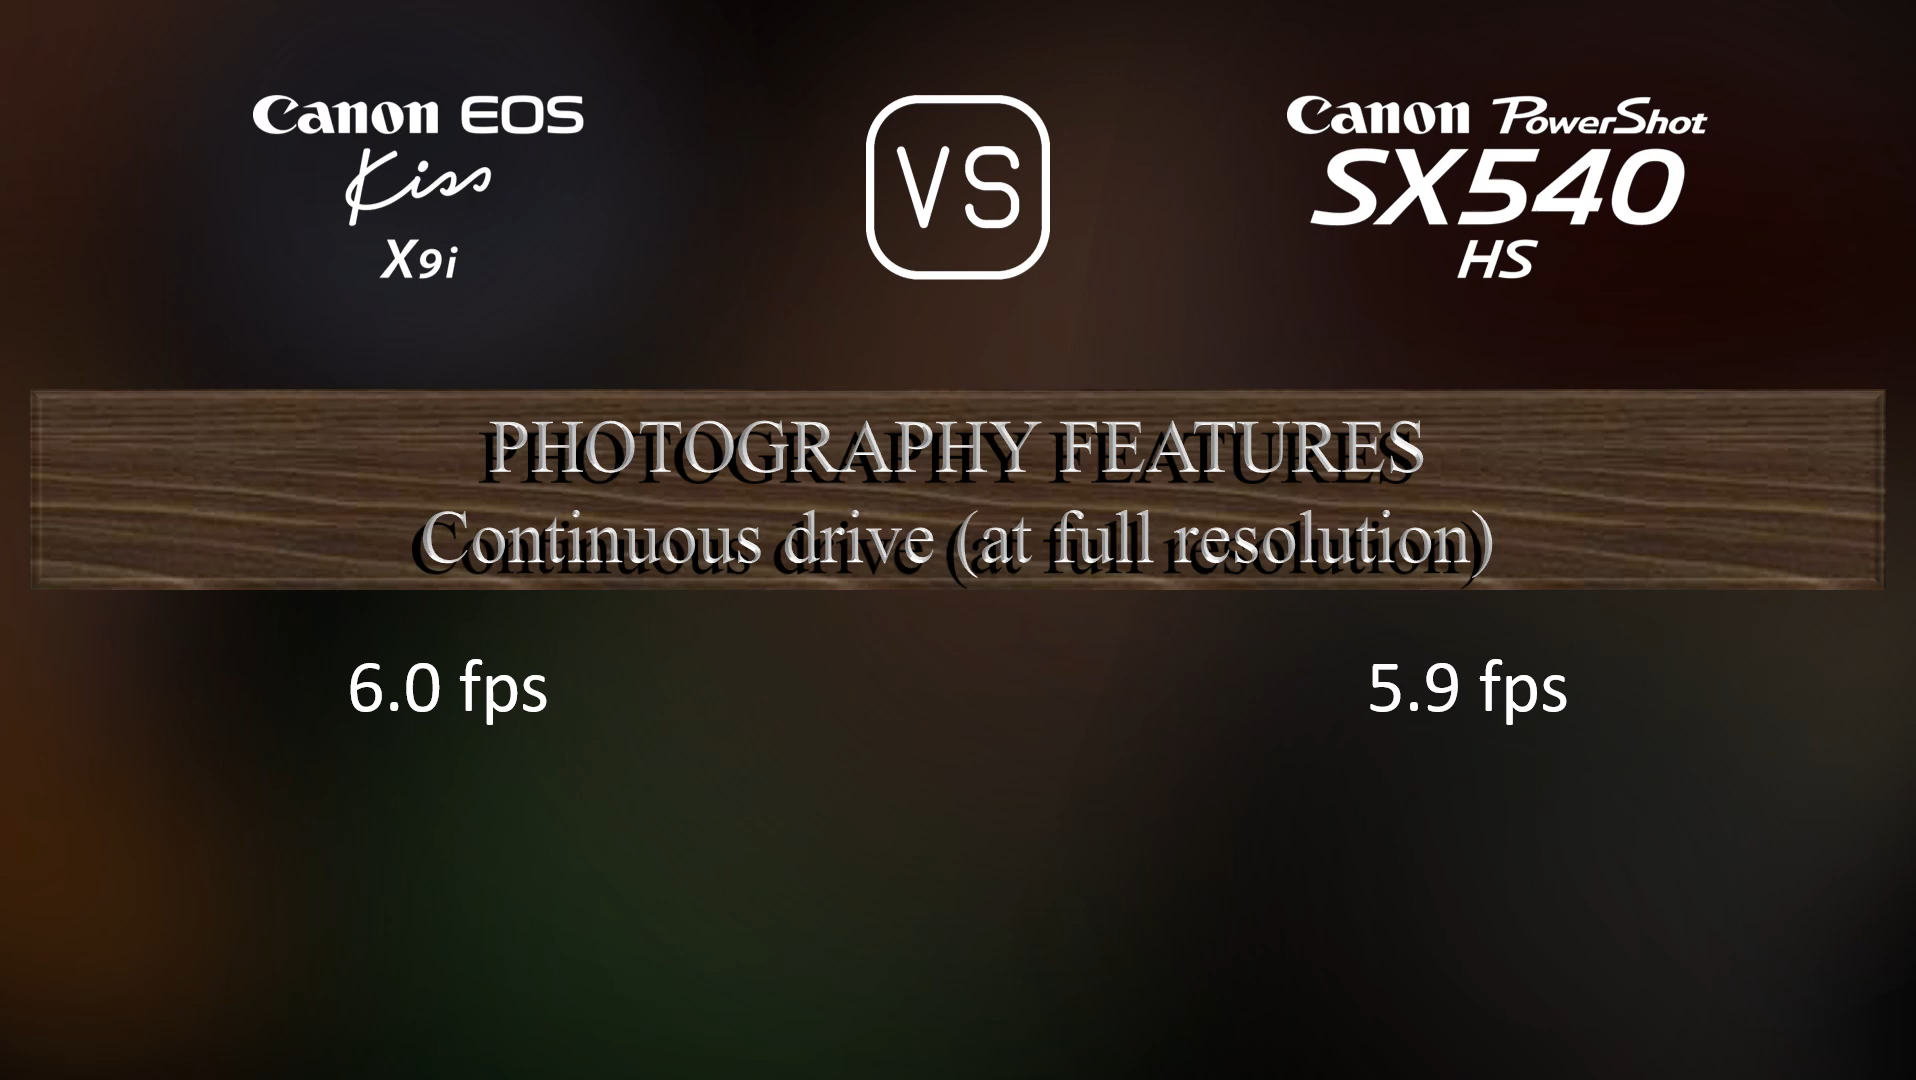 Canon EOS
Kiss
X9i
VS
Canon PowerShot
SX540
HS
PHOTOGRAPHY FEATURES
Continuous drive (at full resolution)
6.0 fps
5.9 fps